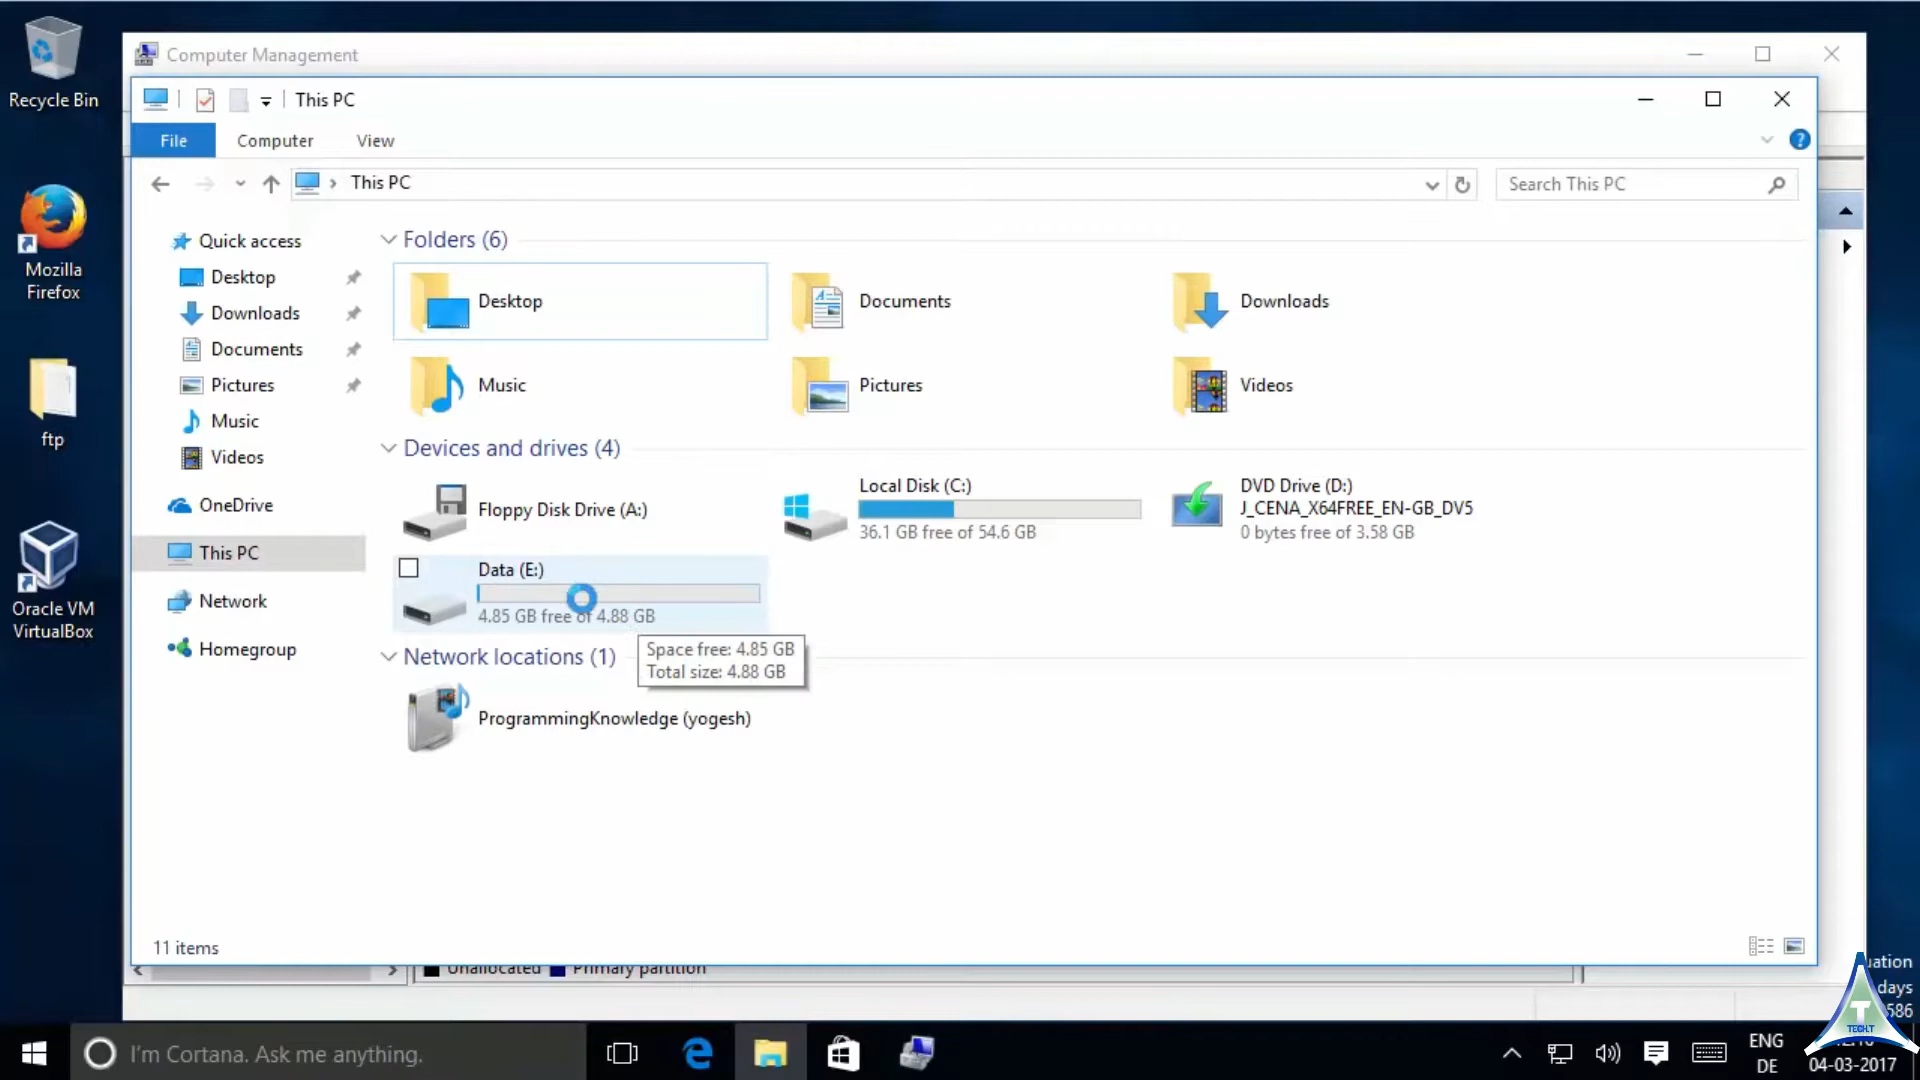 Recycle Bin
Mozilla
Firefox
ftp
Oracle VM
VirtualBox
Computer Management
This PC
File
Computer
View
This PC
Search This PC
Quick access
Desktop
Downloads
Documents
Pictures
Music
Videos
OneDrive
This PC
Network
Homegroup
Folders (6)
Desktop
Documents
Downloads
Music
Pictures
Videos
Devices and drives (4)
Floppy Disk Drive (A:)
Local Disk (C:)
36.1 GB free of 54.6 GB
DVD Drive (D:)
J_CENA_X64FREE_EN-GB_DV5
0 bytes free of 3.58 GB
Data (E:)
4.85 GB free of 4.88 GB
Space free: 4.85 GB
Total size: 4.88 GB
Network locations (1)
ProgrammingKnowledge (yogesh)
11 items
Unallocated
Primary partition
uation
days
586
T
TECH.T
I'm Cortana. Ask me anything.
ENG
DE
04-03-2017